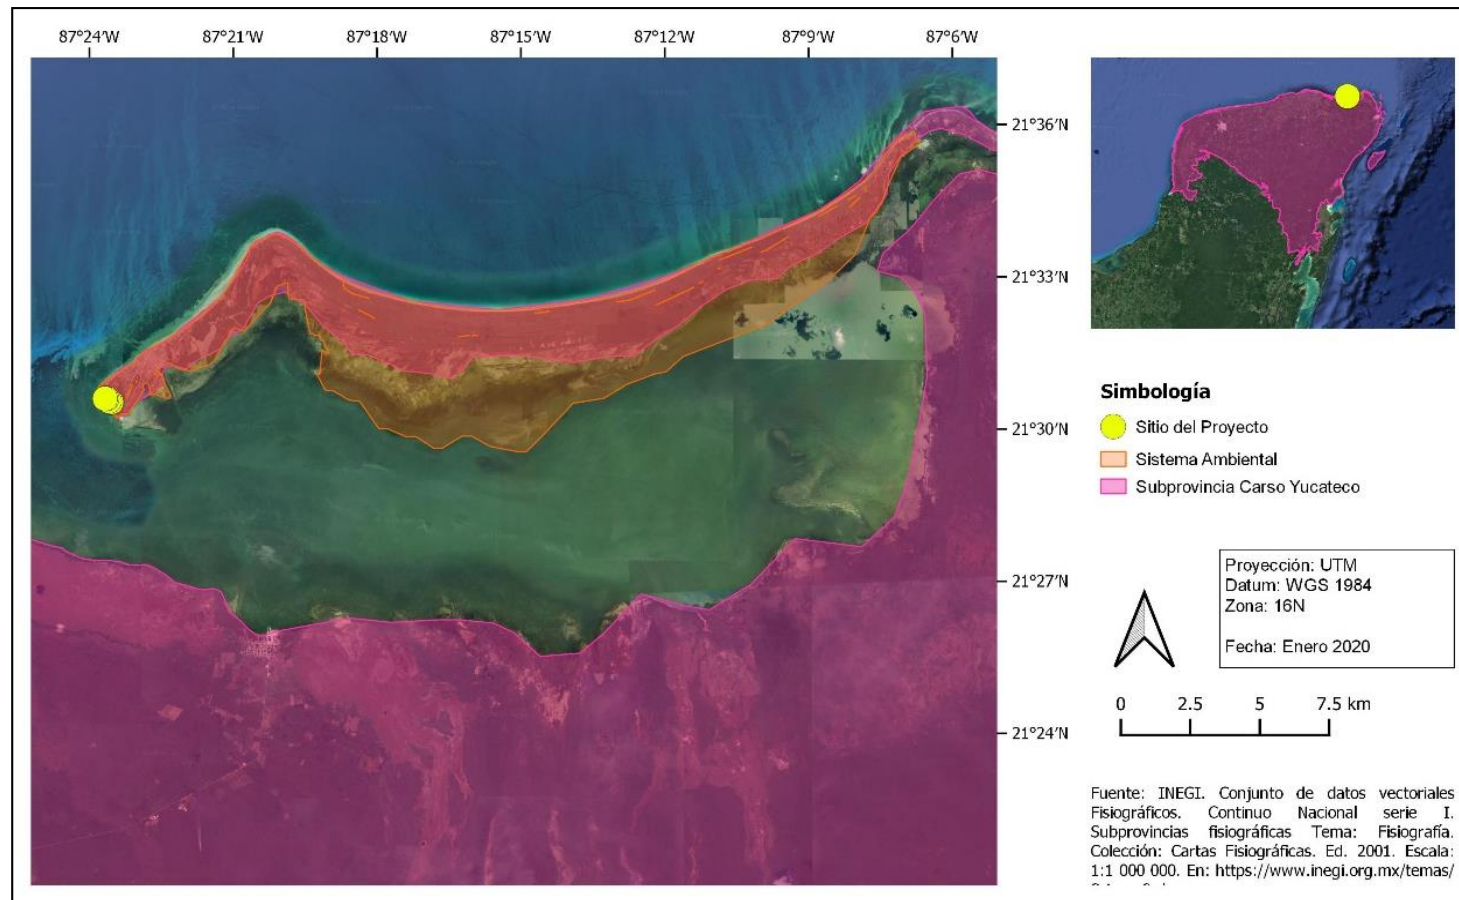 87°24′W 87°21′W 87°18′W 87°15′W 87°12′W 87°9′W 87°6′W
21°36′N
21°33′N
21°30′N
21°27′N
21°24′N
Simbología
Sitio del Proyecto
Sistema Ambiental
Subprovincia Carso Yucateco
Proyección: UTM
Datum: WGS 1984
Zona: 16N
Fecha: Enero 2020
0 2.5 5 7.5 km
Fuente: INEGI. Conjunto de datos vectoriales
Fisiográficos. Continuo Nacional serie I.
Subprovincias fisiográficas Tema: Fisiografía.
Colección: Cartas Fisiográficas. Ed. 2001. Escala:
1:1 000 000. En: https://www.inegi.org.mx/temas/